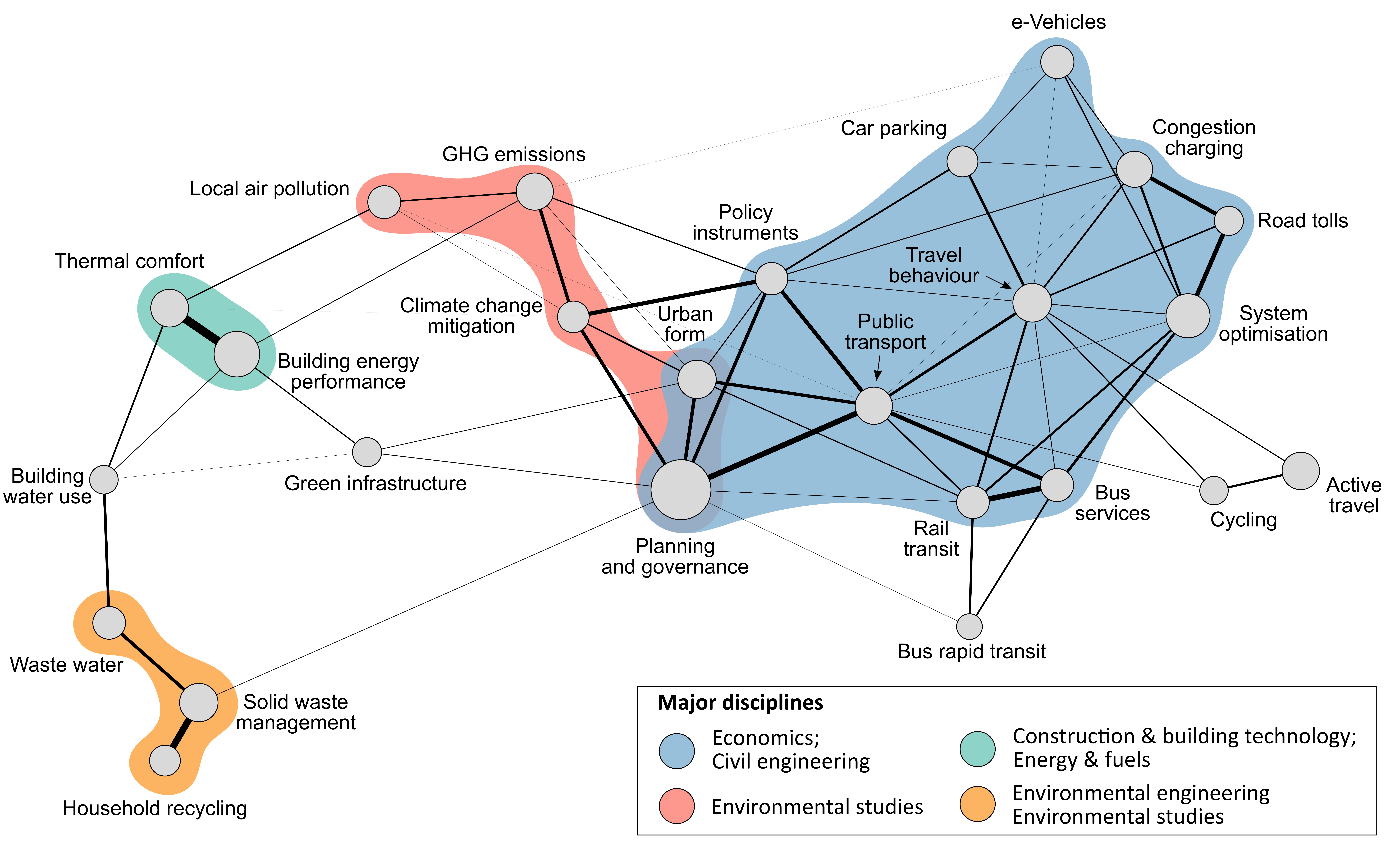 e-Vehicles
Car parking
Congestion
charging
GHG emissions
Local air pollution
Policy
instruments
Road tolls
Thermal comfort
Travel
behaviour
Climate change
mitigation
Urban
form
Public
transport
System
optimisation
Building energy
performance
Building
water use
Green infrastructure
Rail
transit
Bus
services
Cycling
Active
travel
Planning
and governance
Bus rapid transit
Waste water
Solid waste
management
Household recycling
Major disciplines
Economics;
Civil engineering
Construction & building technology;
Energy & fuels
Environmental studies
Environmental engineering
Environmental studies